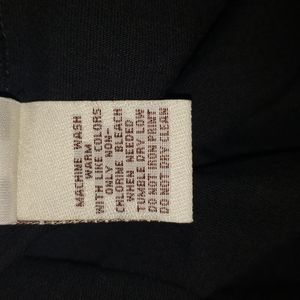 MACHINE WASH
WARM
WITH LIKE COLORS
ONLY NON-
CHLORINE BLEACH
WHEN NEEDED
TUMBLE DRY LOW
DO NOT IRON PRINT
DO NOT DRY CLEAN